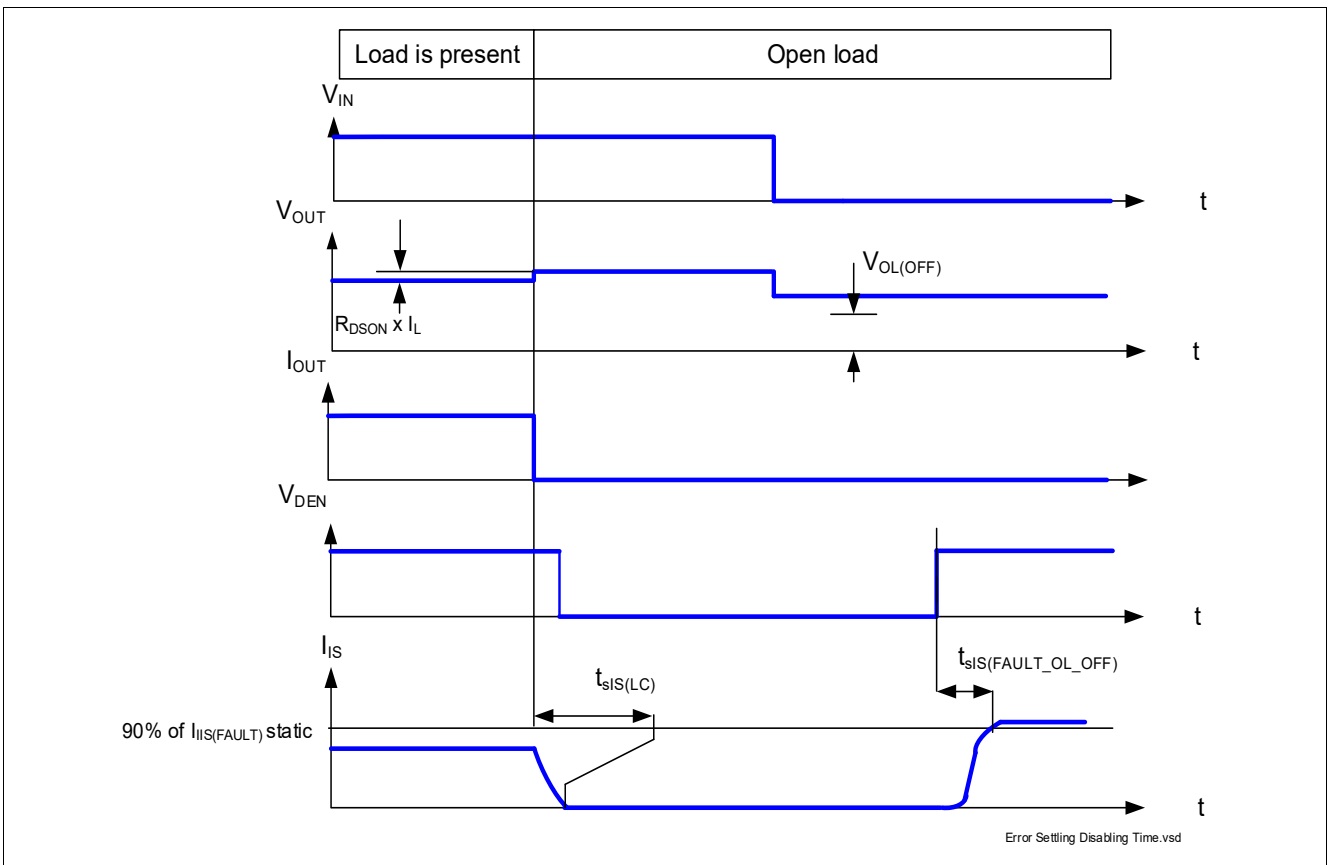 Load is present
Open load
VIN
t
VOUT
VOL(OFF)
RDSON x IL
t
IOUT
VDEN
t
IIS
tsIS(LC)
tsIS(FAULT_OL_OFF)
90% of IIIS(FAULT) static
t
Error Settling Disabling Time.vsd